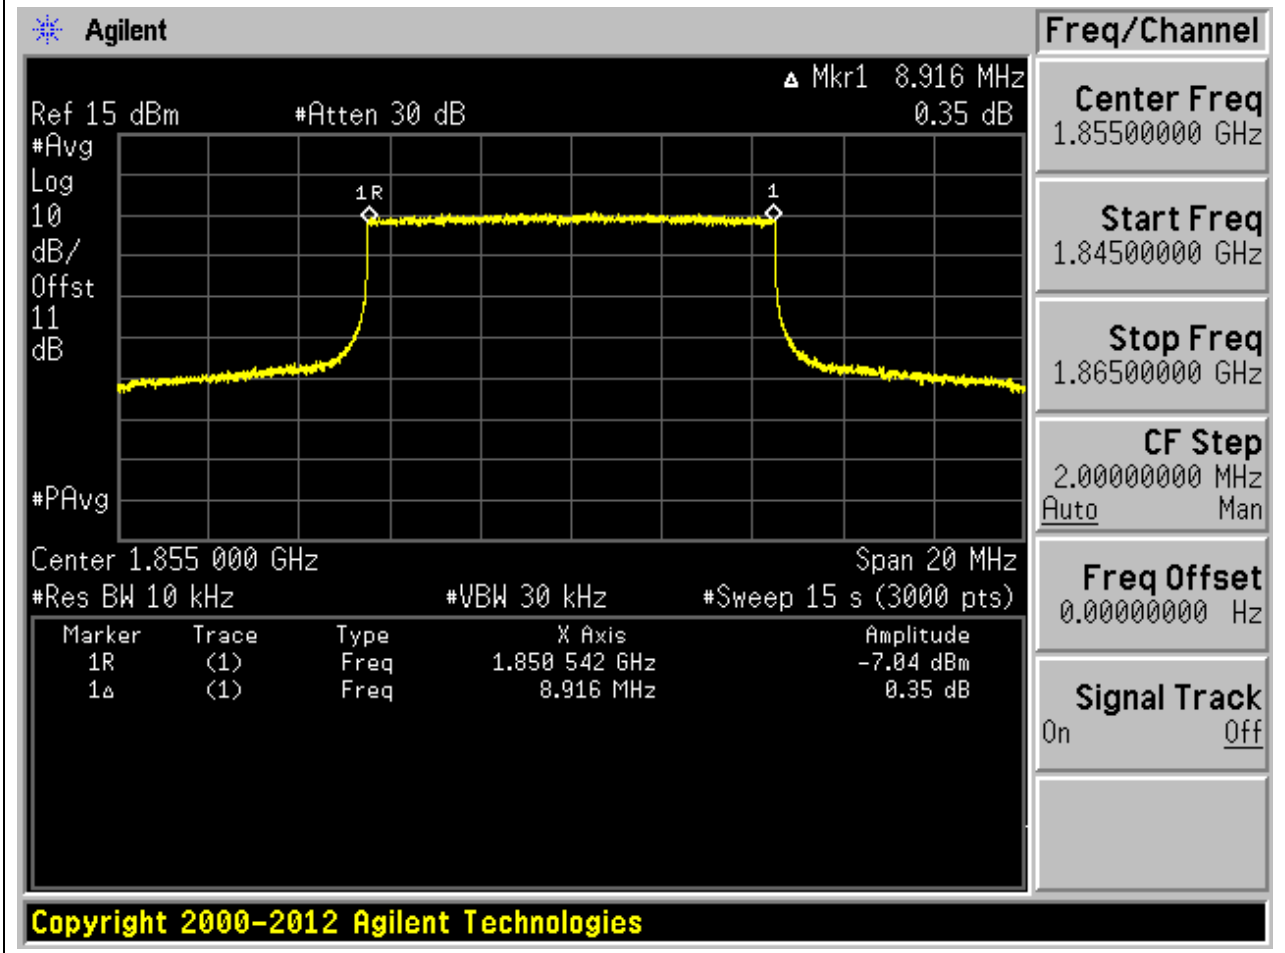 Agilent
Freq/Channel
Δ Mkr1 8.916 MHz
Ref 15 dBm #Atten 30 dB 0.35 dB
#Avg
Log
10
dB/
Offst
11
dB
#PAvg
1R
1
Center 1.855 000 GHz Span 20 MHz
#Res BW 10 kHz #VBW 30 kHz #Sweep 15 s (3000 pts)
Marker Trace Type X Axis Amplitude
1R (1) Freq 1.850 542 GHz -7.04 dBm
1Δ (1) Freq 8.916 MHz 0.35 dB
Center Freq
1.85500000 GHz
Start Freq
1.84500000 GHz
Stop Freq
1.86500000 GHz
CF Step
2.00000000 MHz
Auto Man
Freq Offset
0.00000000 Hz
Signal Track
On Off
Copyright 2000-2012 Agilent Technologies